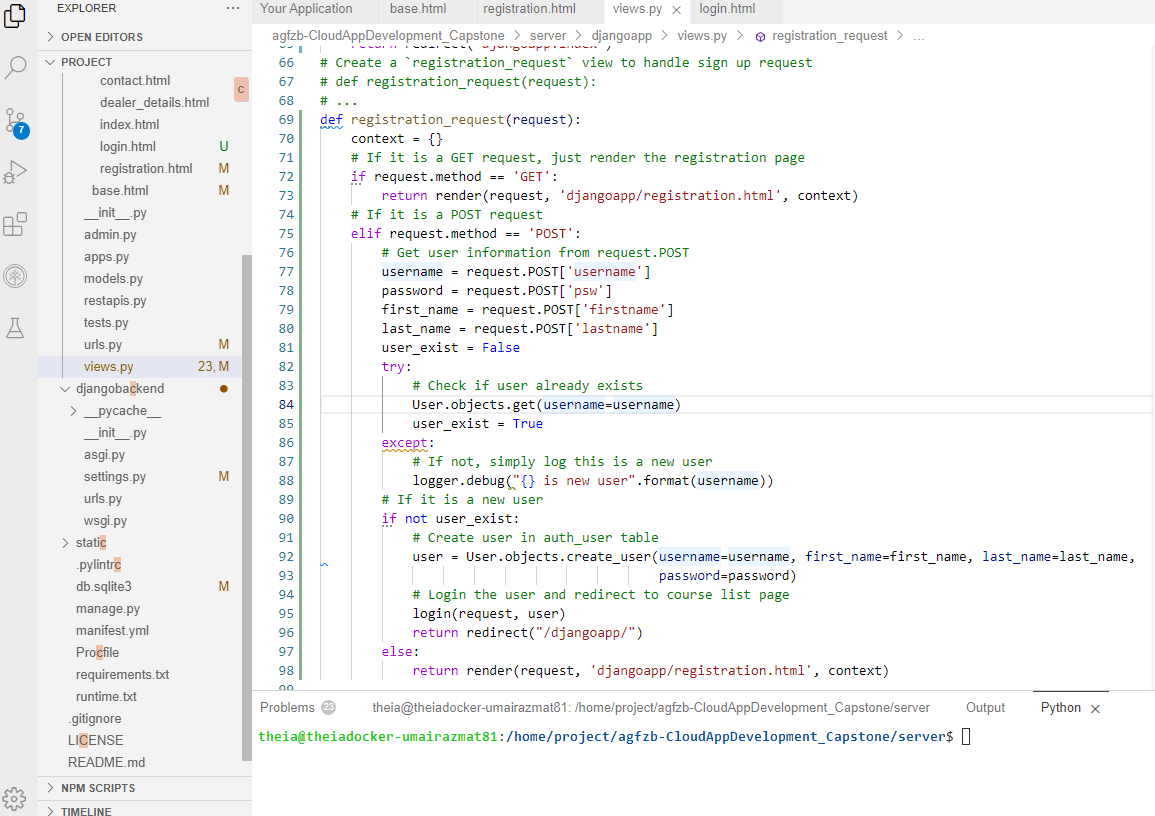 EXPLORER ···
OPEN EDITORS
PROJECT
contact.html
c
dealer_details.html
index.html
login.html U
registration.html M
base.html M
__init__.py
admin.py
apps.py
models.py
restapis.py
tests.py
urls.py M
views.py 23, M
djangobackend
__pycache__
__init__.py
asgi.py
settings.py M
urls.py
wsgi.py
static
.pylintrc
db.sqlite3 M
manage.py
manifest.yml
Procfile
requirements.txt
runtime.txt
.gitignore
LICENSE
README.md
NPM SCRIPTS
TIMELINE
7
Your Application base.html registration.html views.py login.html
agfzb-CloudAppDevelopment_Capstone > server > djangoapp > views.py > registration_request > ...
65 return redirect('djangoapp:index')
66 # Create a `registration_request` view to handle sign up request
67 # def registration_request(request):
68 # ...
69 def registration_request(request):
70 context = {}
71 # If it is a GET request, just render the registration page
72 if request.method == 'GET':
73 return render(request, 'djangoapp/registration.html', context)
74 # If it is a POST request
75 elif request.method == 'POST':
76 # Get user information from request.POST
77 username = request.POST['username']
78 password = request.POST['psw']
79 first_name = request.POST['firstname']
80 last_name = request.POST['lastname']
81 user_exist = False
82 try:
83 # Check if user already exists
84 User.objects.get(username=username)
85 user_exist = True
86 except:
87 # If not, simply log this is a new user
88 logger.debug("{} is new user".format(username))
89 # If it is a new user
90 if not user_exist:
91 # Create user in auth_user table
92 user = User.objects.create_user(username=username, first_name=first_name, last_name=last_name,
93 password=password)
94 # Login the user and redirect to course list page
95 login(request, user)
96 return redirect("/djangoapp/")
97 else:
98 return render(request, 'djangoapp/registration.html', context)
99
Problems 23 theia@theiadocker-umairazmat81: /home/project/agfzb-CloudAppDevelopment_Capstone/server Output Python
theia@theiadocker-umairazmat81:/home/project/agfzb-CloudAppDevelopment_Capstone/server$